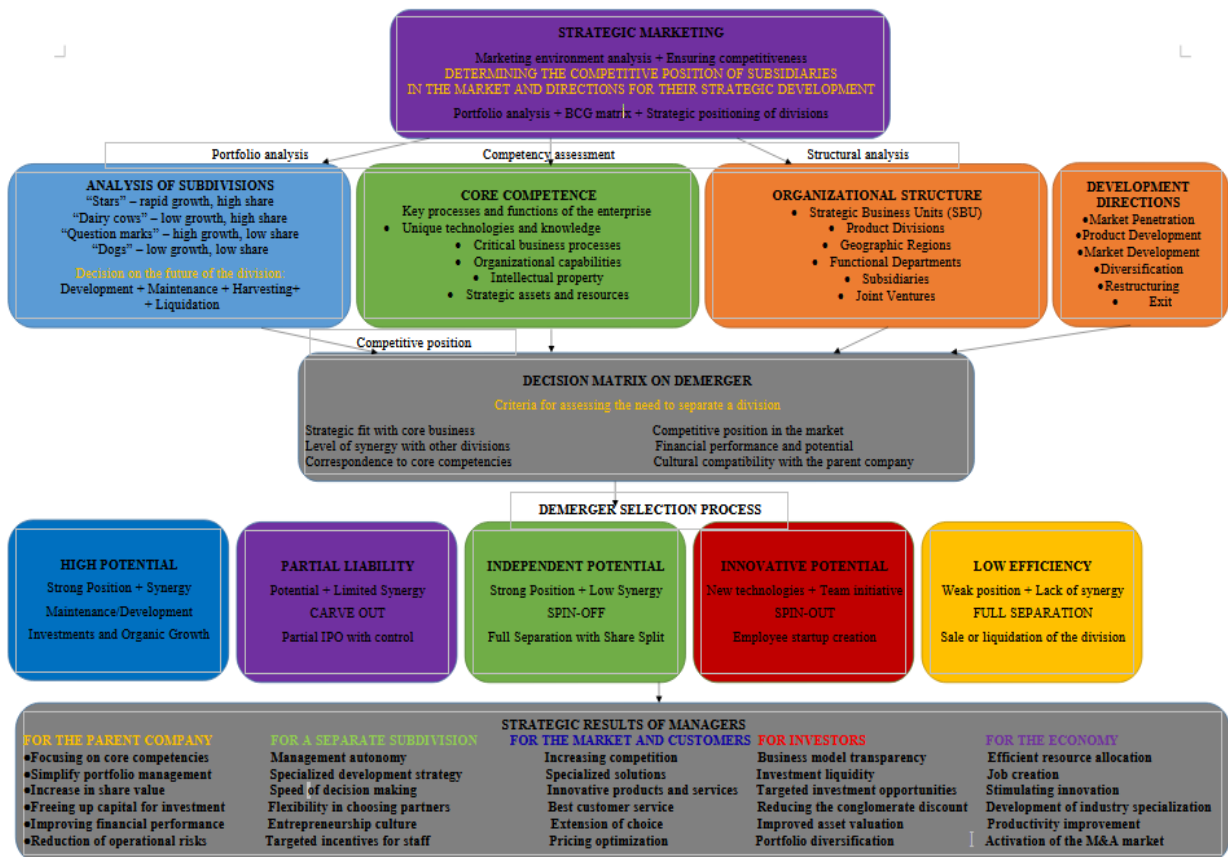 STRATEGIC MARKETING
Marketing environment analysis + Ensuring competitiveness
DETERMINING THE COMPETITIVE POSITION OF SUBSIDIARIES
IN THE MARKET AND DIRECTIONS FOR THEIR STRATEGIC DEVELOPMENT
Portfolio analysis + BCG matrix + Strategic positioning of divisions
Portfolio analysis
Competency assessment
Structural analysis
ANALYSIS OF SUBDIVISIONS
“Stars” – rapid growth, high share
“Dairy cows” – low growth, high share
“Question marks” – high growth, low share
“Dogs” – low growth, low share
Decision on the future of the division:
Development + Maintenance + Harvesting+
+ Liquidation
CORE COMPETENCE
Key processes and functions of the enterprise
• Unique technologies and knowledge
• Critical business processes
• Organizational capabilities
• Intellectual property
• Strategic assets and resources
ORGANIZATIONAL STRUCTURE
• Strategic Business Units (SBU)
• Product Divisions
• Geographic Regions
• Functional Departments
• Subsidiaries
• Joint Ventures
DEVELOPMENT
DIRECTIONS
•Market Penetration
•Product Development
•Market Development
•Diversification
•Restructuring
• Exit
Competitive position
DECISION MATRIX ON DEMERGER
Criteria for assessing the need to separate a division
Strategic fit with core business
Level of synergy with other divisions
Correspondence to core competencies
Competitive position in the market
Financial performance and potential
Cultural compatibility with the parent company
DEMERGER SELECTION PROCESS
HIGH POTENTIAL
Strong Position + Synergy
Maintenance/Development
Investments and Organic Growth
PARTIAL LIABILITY
Potential + Limited Synergy
CARVE OUT
Partial IPO with control
INDEPENDENT POTENTIAL
Strong Position + Low Synergy
SPIN-OFF
Full Separation with Share Split
INNOVATIVE POTENTIAL
New technologies + Team initiative
SPIN-OUT
Employee startup creation
LOW EFFICIENCY
Weak position + Lack of synergy
FULL SEPARATION
Sale or liquidation of the division
STRATEGIC RESULTS OF MANAGERS
FOR THE PARENT COMPANY
•Focusing on core competencies
•Simplify portfolio management
•Increase in share value
•Freeing up capital for investment
•Improving financial performance
•Reduction of operational risks
FOR A SEPARATE SUBDIVISION
Management autonomy
Specialized development strategy
Speed of decision making
Flexibility in choosing partners
Entrepreneurship culture
Targeted incentives for staff
FOR THE MARKET AND CUSTOMERS
Increasing competition
Specialized solutions
Innovative products and services
Best customer service
Extension of choice
Pricing optimization
FOR INVESTORS
Business model transparency
Investment liquidity
Targeted investment opportunities
Reducing the conglomerate discount
Improved asset valuation
Portfolio diversification
FOR THE ECONOMY
Efficient resource allocation
Job creation
Stimulating innovation
Development of industry specialization
Productivity improvement
Activation of the M&A market